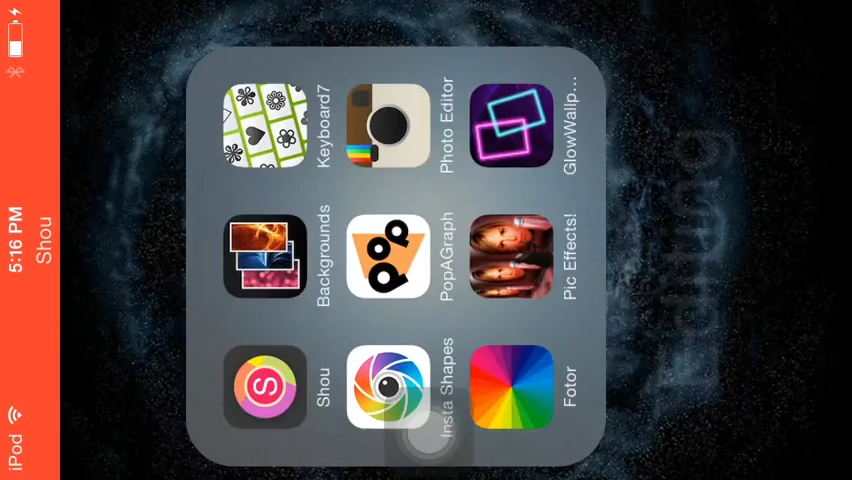 iPod 5:16 PM
Shou
Shou Backgrounds Keyboard7
Insta Shapes PopAGraph Photo Editor
Fotor Pic Effects! GlowWallp...